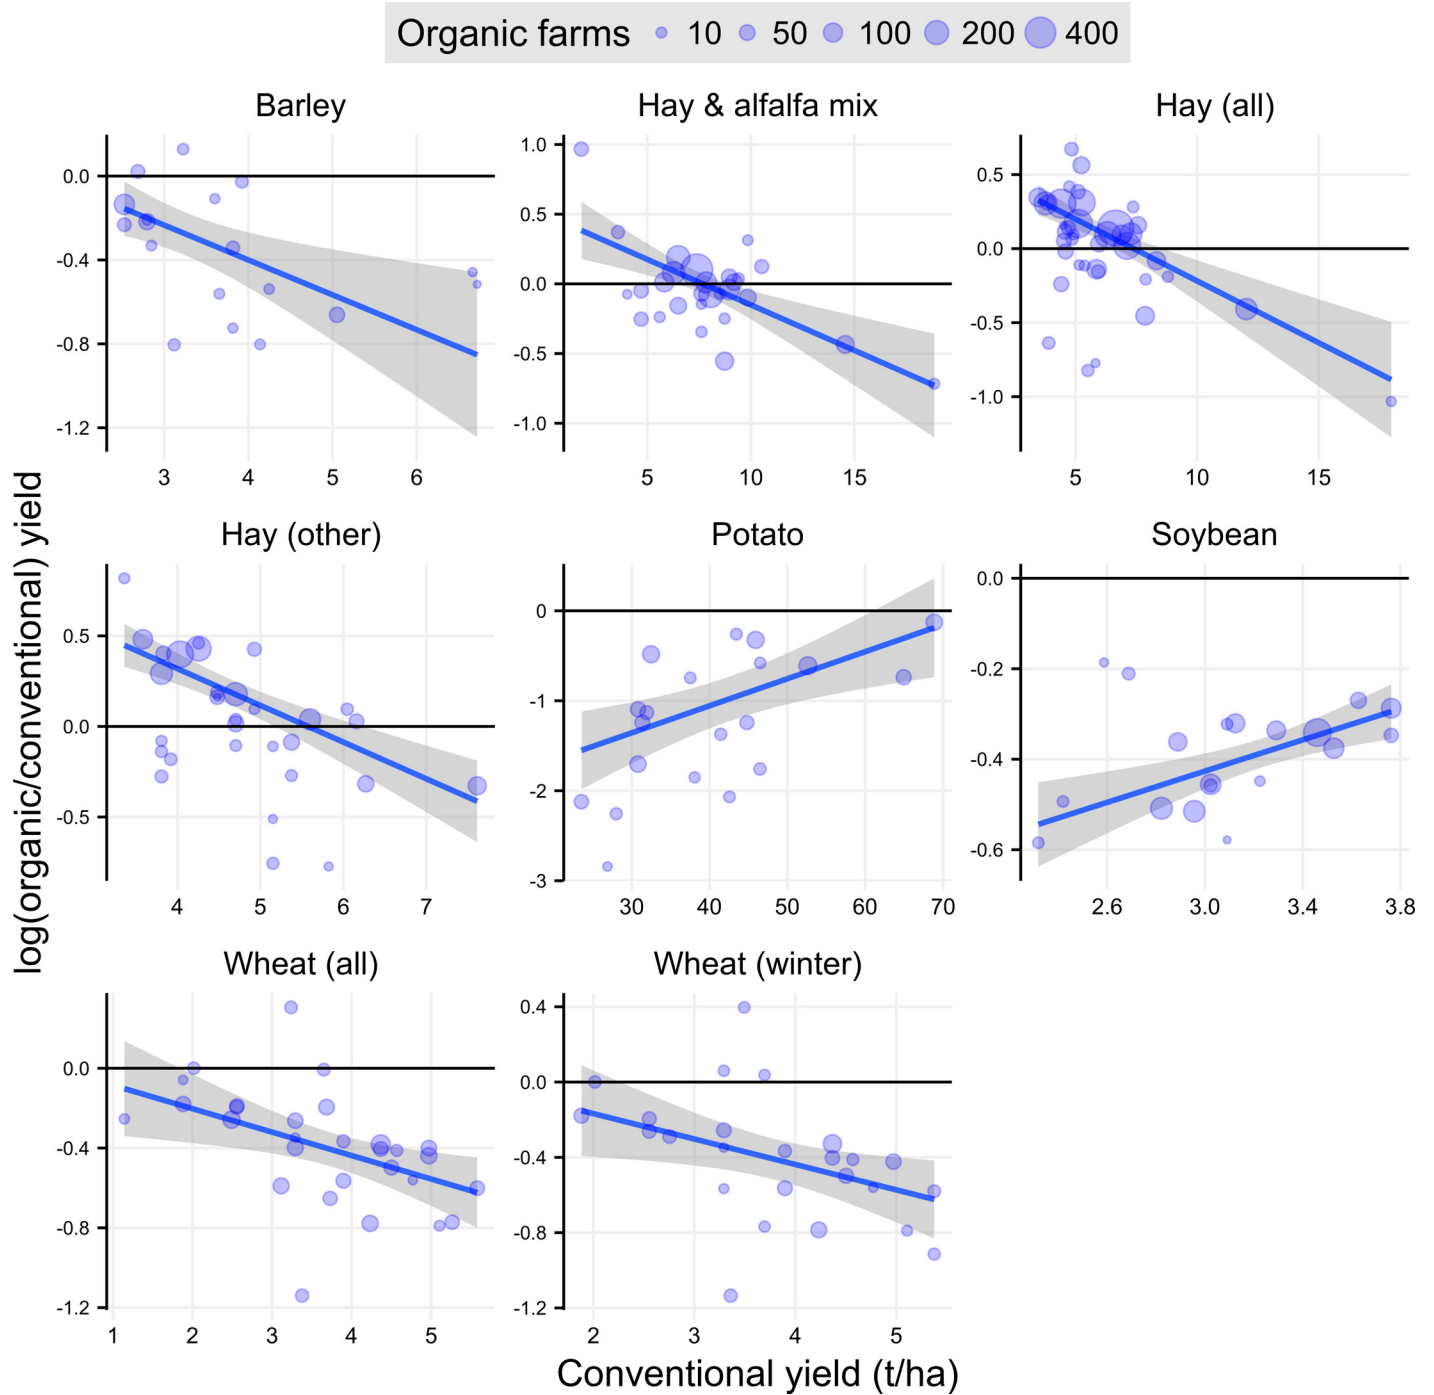 Organic farms 10 50 100 200 400
Barley
0.0
-0.4
-0.8
-1.2
3 4 5 6
Hay & alfalfa mix
1.0
0.5
0.0
-0.5
-1.0
5 10 15
Hay (all)
0.5
0.0
-0.5
-1.0
5 10 15
log(organic/conventional) yield
Hay (other)
0.5
0.0
-0.5
4 5 6 7
Potato
0
-1
-2
-3
30 40 50 60 70
Soybean
0.0
-0.2
-0.4
-0.6
2.6 3.0 3.4 3.8
Wheat (all)
0.0
-0.4
-0.8
-1.2
1 2 3 4 5
Wheat (winter)
0.4
0.0
-0.4
-0.8
-1.2
2 3 4 5
Conventional yield (t/ha)